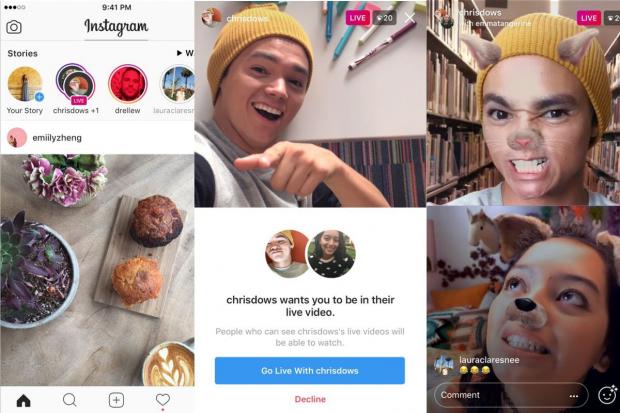 9:41 PM
Instagram
Stories
▶ W
Your Story
LIVE
chrisdows +1
drellew
lauraclaresnee
emiilyzheng
chrisdows
LIVE
20
chrisdows wants you to be in their
live video.
People who can see chrisdows's live videos will
be able to watch.
Go Live With chrisdows
Decline
chrisdows
with emmatangerine
LIVE
20
lauraclaresnee
😂😂😂
Comment